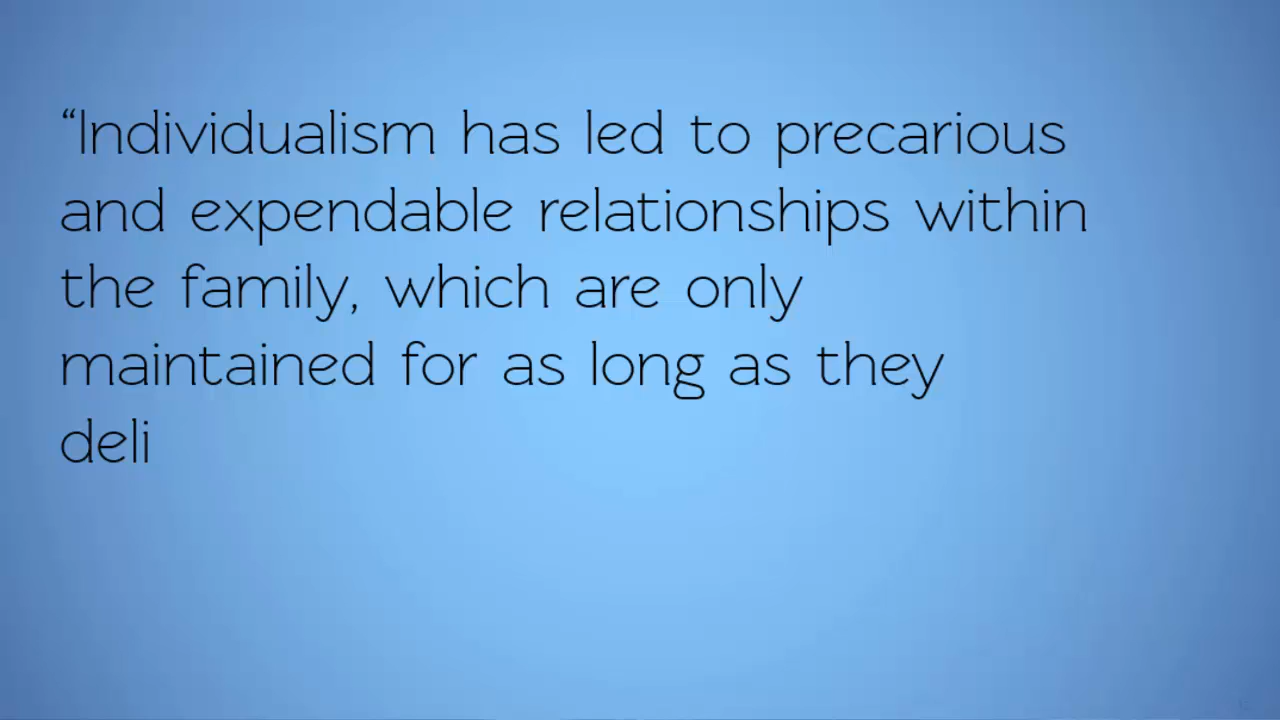 “Individualism has led to precarious
and expendable relationships within
the family, which are only
maintained for as long as they
deli